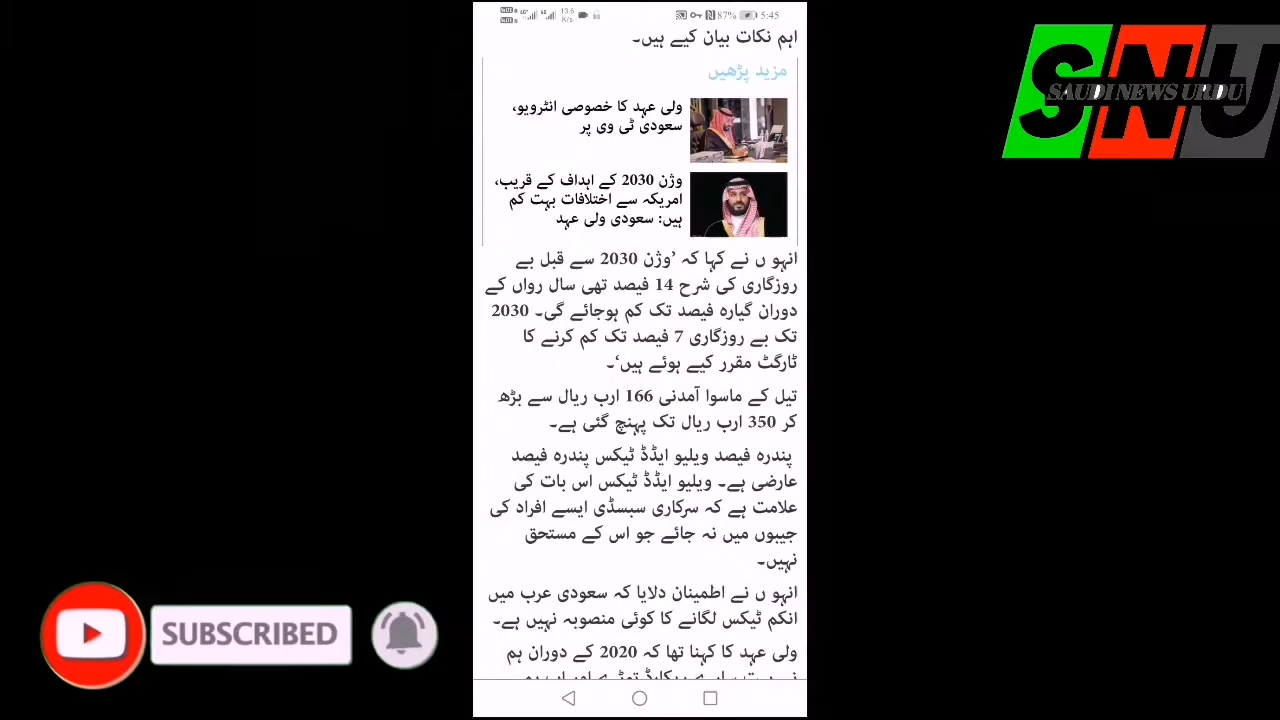 13.6
K/s
87%
5:45
اہم نکات بیان کیے ہیں۔
مزید پڑھیں
ولی عہد کا خصوصی انٹرویو،
سعودی ٹی وی پر
وژن 2030 کے اہداف کے قریب،
امریکہ سے اختلافات بہت کم
ہیں: سعودی ولی عہد
انہو ں نے کہا کہ ’وژن 2030 سے قبل بے
روزگاری کی شرح 14 فیصد تھی سال رواں کے
دوران گیارہ فیصد تک کم ہوجائے گی۔ 2030
تک بے روزگاری 7 فیصد تک کم کرنے کا
ٹارگٹ مقرر کیے ہوئے ہیں‘۔
تیل کے ماسوا آمدنی 166 ارب ریال سے بڑھ
کر 350 ارب ریال تک پہنچ گئی ہے۔
پندرہ فیصد ویلیو ایڈڈ ٹیکس پندرہ فیصد
عارضی ہے۔ ویلیو ایڈڈ ٹیکس اس بات کی
علامت ہے کہ سرکاری سبسڈی ایسے افراد کی
جیبوں میں نہ جائے جو اس کے مستحق
نہیں۔
انہو ں نے اطمینان دلایا کہ سعودی عرب میں
انکم ٹیکس لگانے کا کوئی منصوبہ نہیں ہے۔
ولی عہد کا کہنا تھا کہ 2020 کے دوران ہم
SNU
SAUDI NEWS URDU
SUBSCRIBED